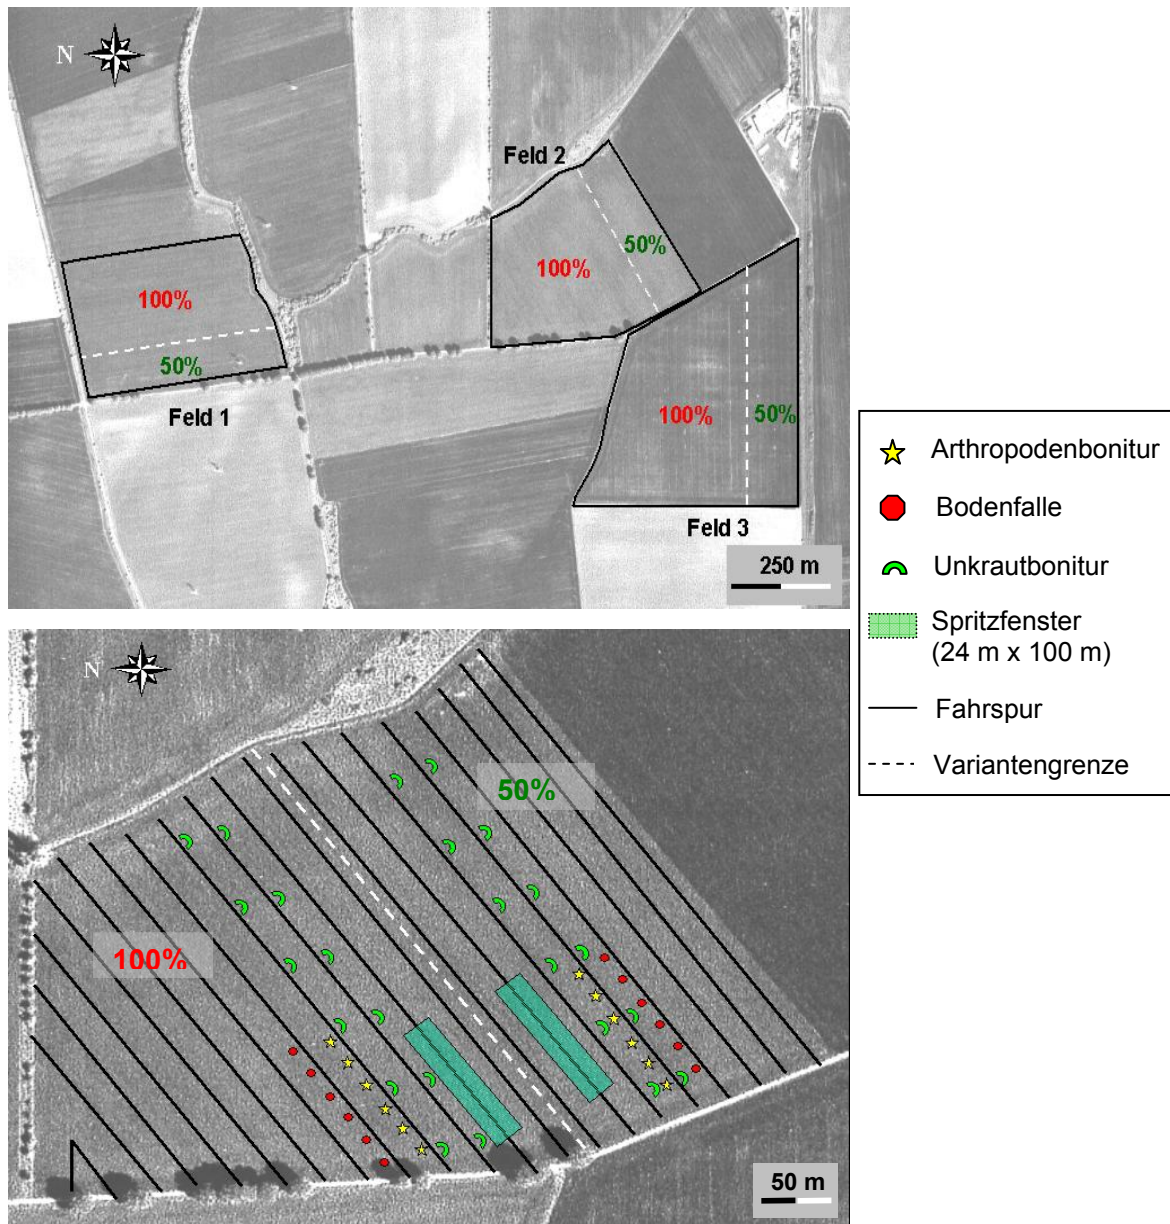 N
Feld 2
50%
100%
100%
50%
Feld 1
100%
50%
Feld 3
250 m
Arthropodenbonitur
Bodenfalle
Unkrautbonitur
Spritzfenster
(24 m x 100 m)
Fahrspur
Variantengrenze
N
50%
100%
50 m